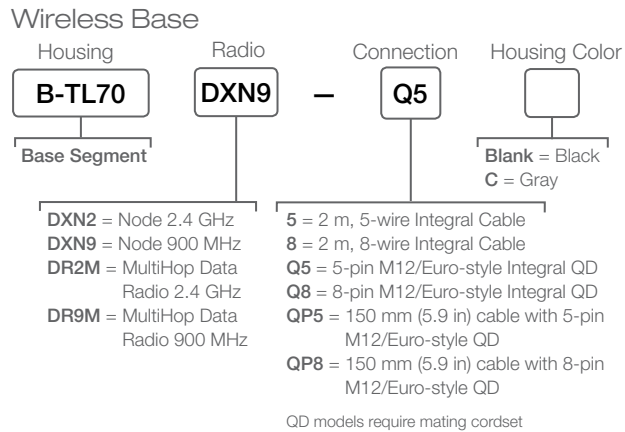 Wireless Base
Housing Radio Connection Housing Color
B-TL70 DXN9 – Q5
Base Segment
Blank = Black
C = Gray
DXN2 = Node 2.4 GHz
DXN9 = Node 900 MHz
DR2M = MultiHop Data
Radio 2.4 GHz
DR9M = MultiHop Data
Radio 900 MHz
5 = 2 m, 5-wire Integral Cable
8 = 2 m, 8-wire Integral Cable
Q5 = 5-pin M12/Euro-style Integral QD
Q8 = 8-pin M12/Euro-style Integral QD
QP5 = 150 mm (5.9 in) cable with 5-pin
M12/Euro-style QD
QP8 = 150 mm (5.9 in) cable with 8-pin
M12/Euro-style QD
QD models require mating cordset